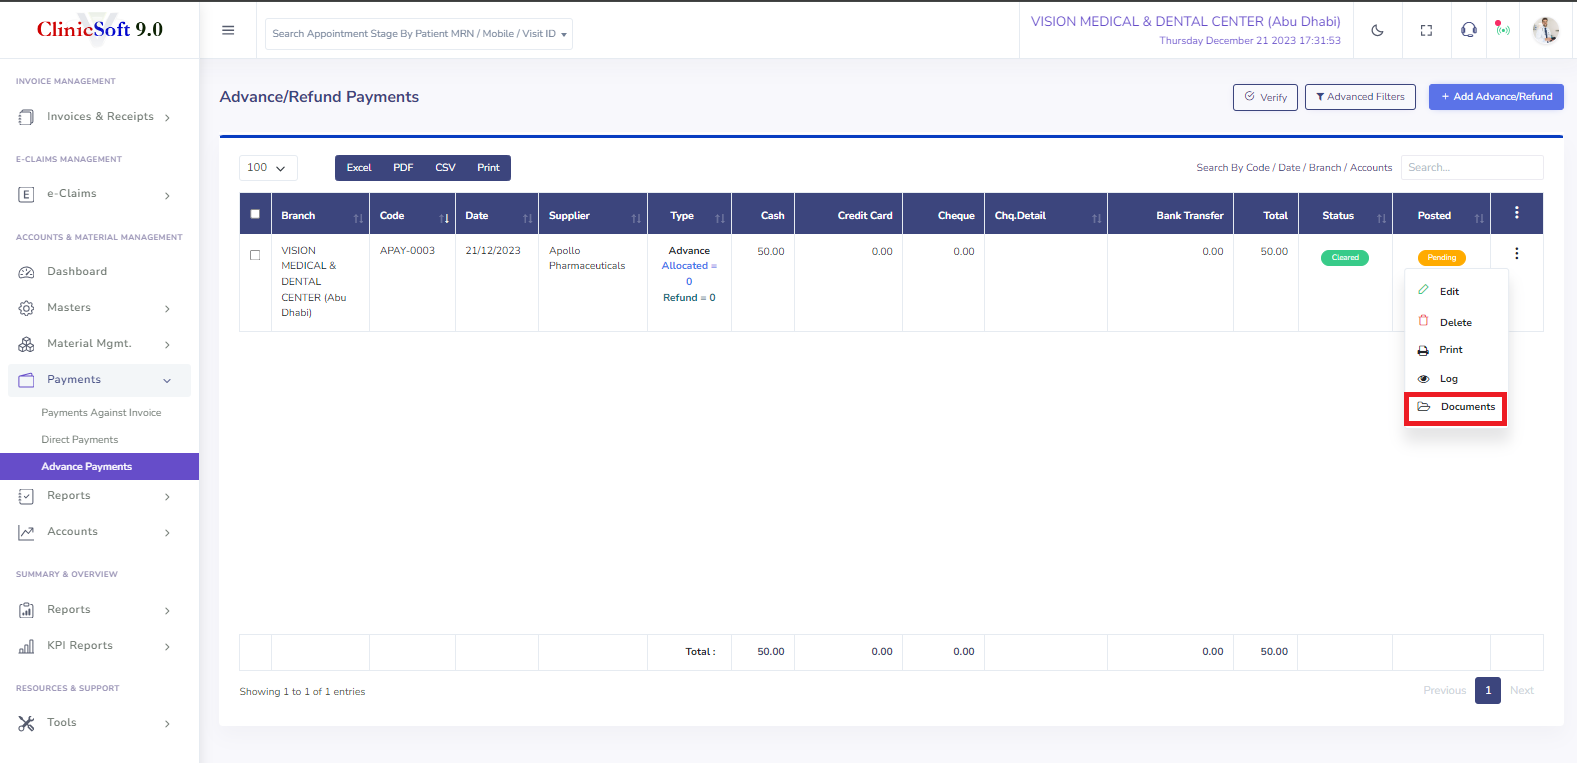 ClinicSoft 9.0
Search Appointment Stage By Patient MRN / Mobile / Visit ID
VISION MEDICAL & DENTAL CENTER (Abu Dhabi)
Thursday December 21 2023 17:31:53
INVOICE MANAGEMENT
Invoices & Receipts
E-CLAIMS MANAGEMENT
e-Claims
ACCOUNTS & MATERIAL MANAGEMENT
Dashboard
Masters
Material Mgmt.
Payments
Payments Against Invoice
Direct Payments
Advance Payments
Reports
Accounts
SUMMARY & OVERVIEW
Reports
KPI Reports
RESOURCES & SUPPORT
Tools
Advance/Refund Payments
Verify
Advanced Filters
+ Add Advance/Refund
100
Excel PDF CSV Print
Search By Code / Date / Branch / Accounts
Search...
Branch Code Date Supplier Type Cash Credit Card Cheque Chq.Detail Bank Transfer Total Status Posted
VISION
MEDICAL &
DENTAL
CENTER (Abu
Dhabi)
APAY-0003
21/12/2023
Apollo
Pharmaceuticals
Advance
Allocated =
0
Refund = 0
50.00
0.00
0.00
0.00
50.00
Cleared
Pending
Edit
Delete
Print
Log
Documents
Total : 50.00 0.00 0.00 0.00 50.00
Showing 1 to 1 of 1 entries
Previous 1 Next